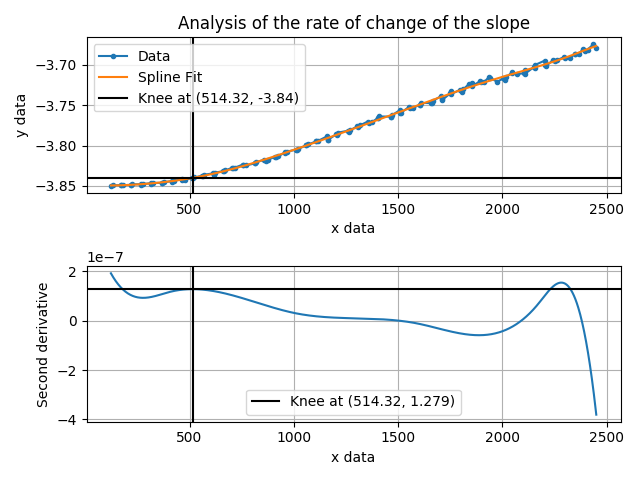 Analysis of the rate of change of the slope
Data
Spline Fit
Knee at (514.32, -3.84)
−3.70
−3.75
−3.80
−3.85
y data
500 1000 1500 2000 2500
x data
1e−7
2
0
−2
−4
Second derivative
Knee at (514.32, 1.279)
500 1000 1500 2000 2500
x data